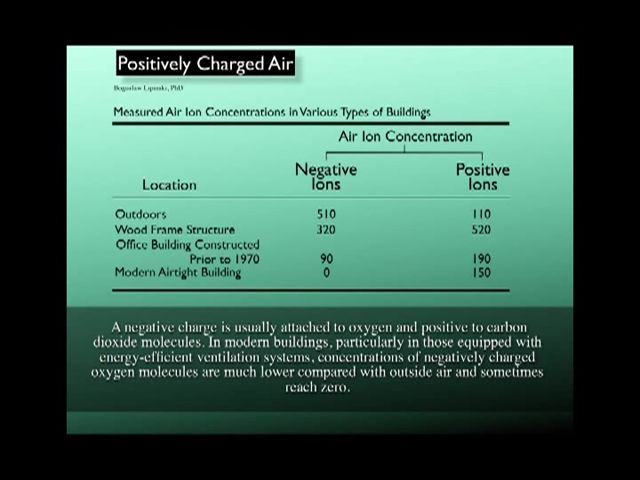 Positively Charged Air
Boguslaw Lipinski, PhD
Measured Air Ion Concentrations in Various Types of Buildings
Air Ion Concentration
Location Negative Ions Positive Ions
Outdoors 510 110
Wood Frame Structure 320 520
Office Building Constructed
Prior to 1970 90 190
Modern Airtight Building 0 150
A negative charge is usually attached to oxygen and positive to carbon
dioxide molecules. In modern buildings, particularly in those equipped with
energy-efficient ventilation systems, concentrations of negatively charged
oxygen molecules are much lower compared with outside air and sometimes
reach zero.